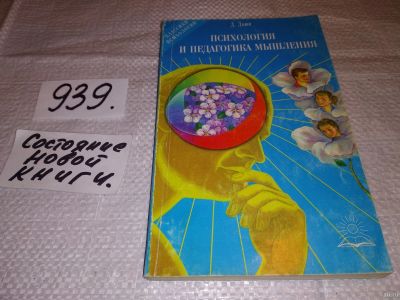 939.
Состояние
новой
книги.
Д. Дьюи
ПСИХОЛОГИЯ
И ПЕДАГОГИКА МЫШЛЕНИЯ